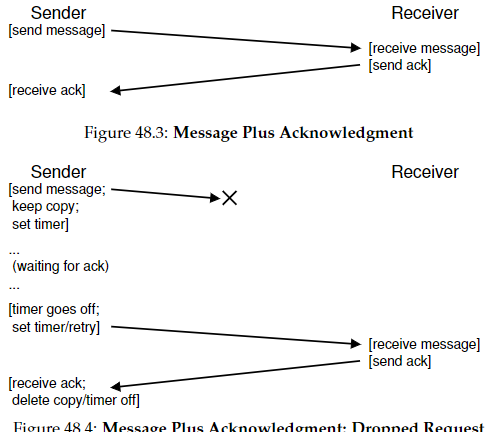 Sender Receiver
[send message]
[receive message]
[send ack]
[receive ack]
Figure 48.3: Message Plus Acknowledgment
Sender Receiver
[send message;
keep copy;
set timer]
...
(waiting for ack)
...
[timer goes off;
set timer/retry]
[receive message]
[send ack]
[receive ack;
delete copy/timer off]
Figure 48.4: Message Plus Acknowledgment: Dropped Request